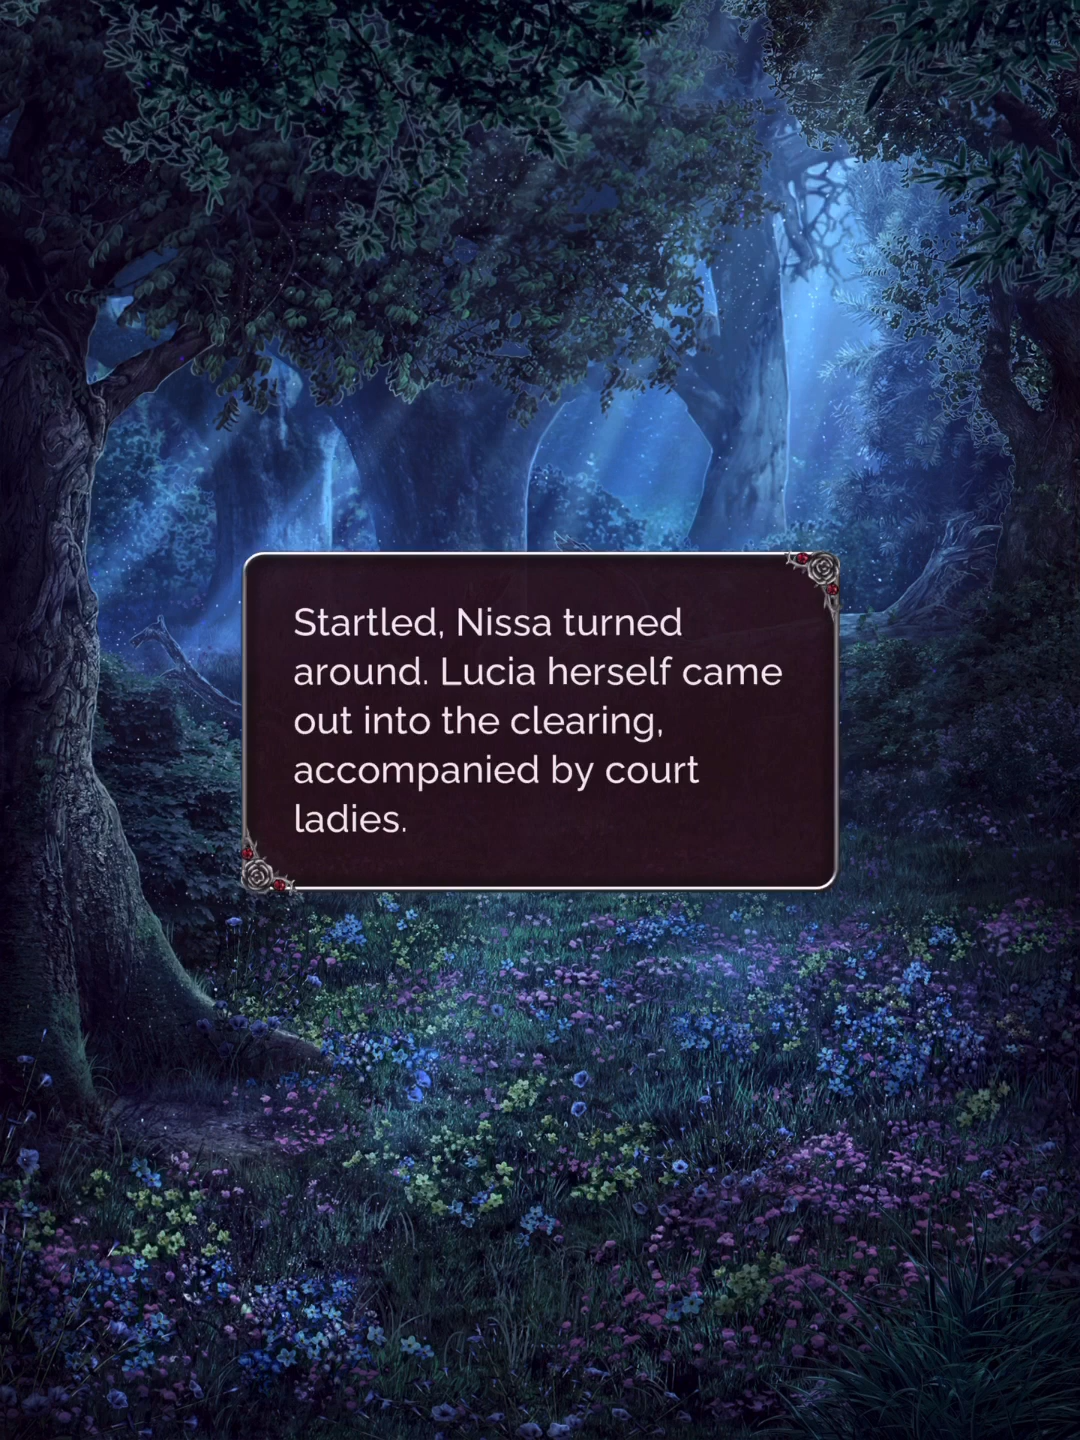 Startled, Nissa turned
around. Lucia herself came
out into the clearing,
accompanied by court
ladies.